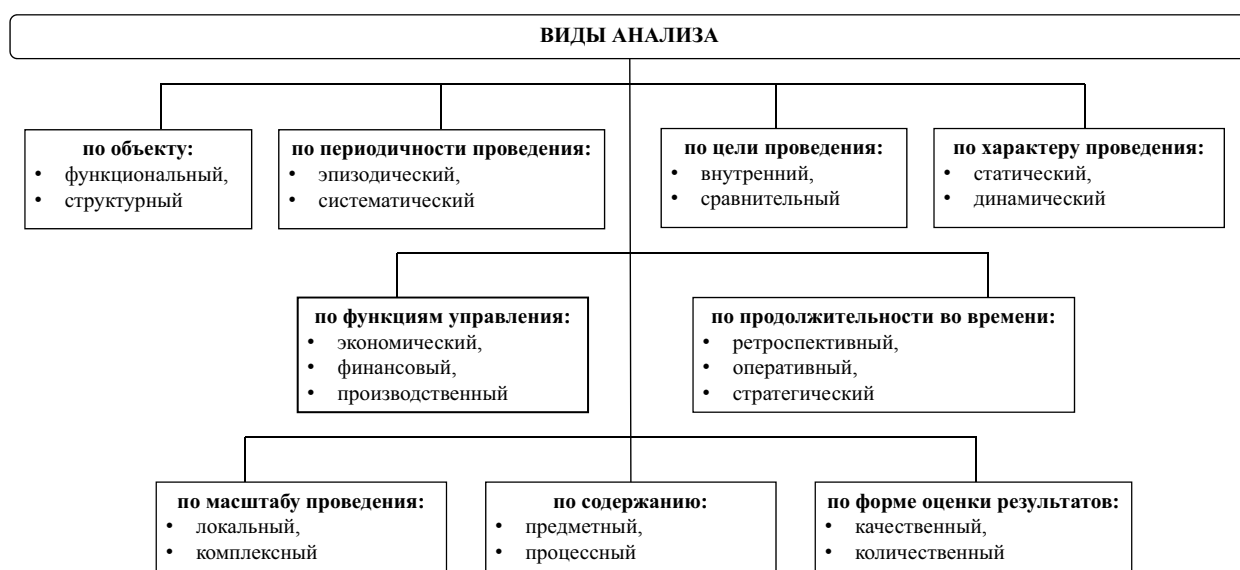 ВИДЫ АНАЛИЗА
по объекту:
• функциональный,
• структурный
по периодичности проведения:
• эпизодический,
• систематический
по цели проведения:
• внутренний,
• сравнительный
по характеру проведения:
• статический,
• динамический
по функциям управления:
• экономический,
• финансовый,
• производственный
по продолжительности во времени:
• ретроспективный,
• оперативный,
• стратегический
по масштабу проведения:
• локальный,
• комплексный
по содержанию:
• предметный,
• процессный
по форме оценки результатов:
• качественный,
• количественный